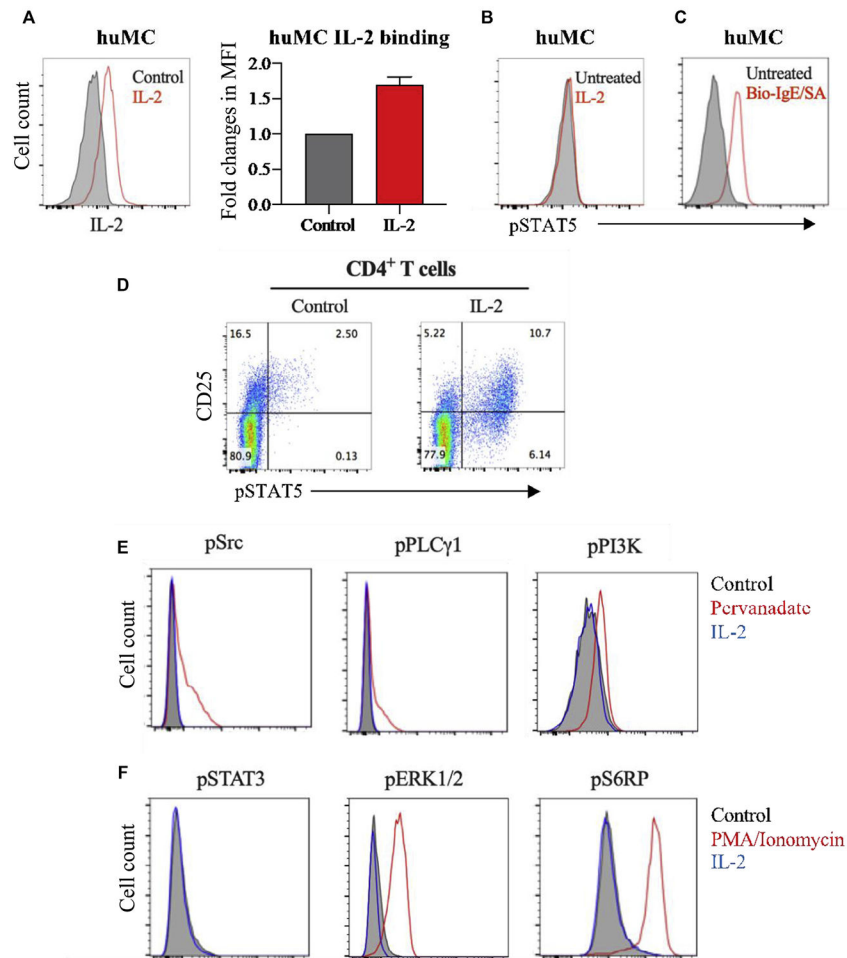 A
huMC
Control
IL-2
Cell count
IL-2
huMC IL-2 binding
Fold changes in MFI
2.0
1.5
1.0
0.5
0.0
Control
IL-2
B
huMC
Untreated
IL-2
C
huMC
Untreated
Bio-IgE/SA
pSTAT5
D
CD4+ T cells
Control
IL-2
CD25
16.5
2.50
80.9
0.13
5.22
10.7
77.9
6.14
pSTAT5
E
pSrc
pPLCγ1
pPI3K
Cell count
Control
Pervanadate
IL-2
F
pSTAT3
pERK1/2
pS6RP
Cell count
Control
PMA/Ionomycin
IL-2